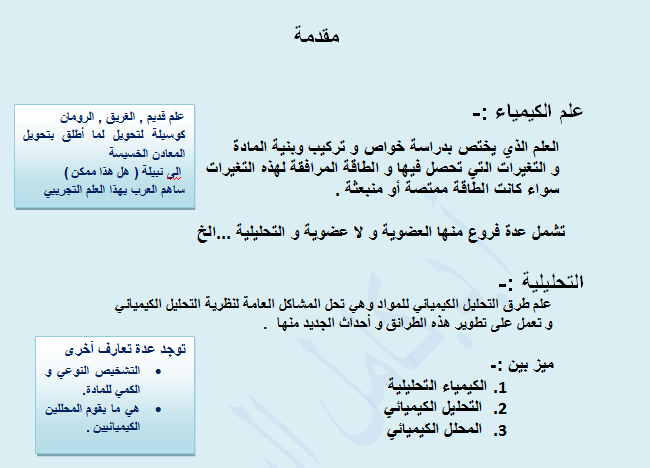 مقدمة
علم الكيمياء :-
العلم الذي يختص بدراسة خواص و تركيب وبنية المادة
و التغيرات التي تحصل فيها و الطاقة المرافقة لهذه التغيرات
سواء كانت الطاقة ممتصة أو منبعثة .
علم قديم , الغريق , الرومان
كوسيلة لتحويل لما أطلق بتحويل
المعادن الخسيسة
إلى نبيلة ( هل هذا ممكن )
ساهم العرب بهذا العلم التجريبي
تشمل عدة فروع منها العضوية و لا عضوية و التحليلية ...الخ
التحليلية :-
علم طرق التحليل الكيمياني للمواد وهي تحل المشاكل العامة لنظرية التحليل الكيمياني
و تعمل على تطوير هذه الطرانق و أحداث الجديد منها .
توجد عدة تعارف أخرى
• التشخيص النوعي و
الكمي للمادة.
• هي ما يقوم المحللين
الكيميانيين .
ميز بين :-
1. الكيمياء التحليلية
2. التحليل الكيميائي
3. المحلل الكيميائي